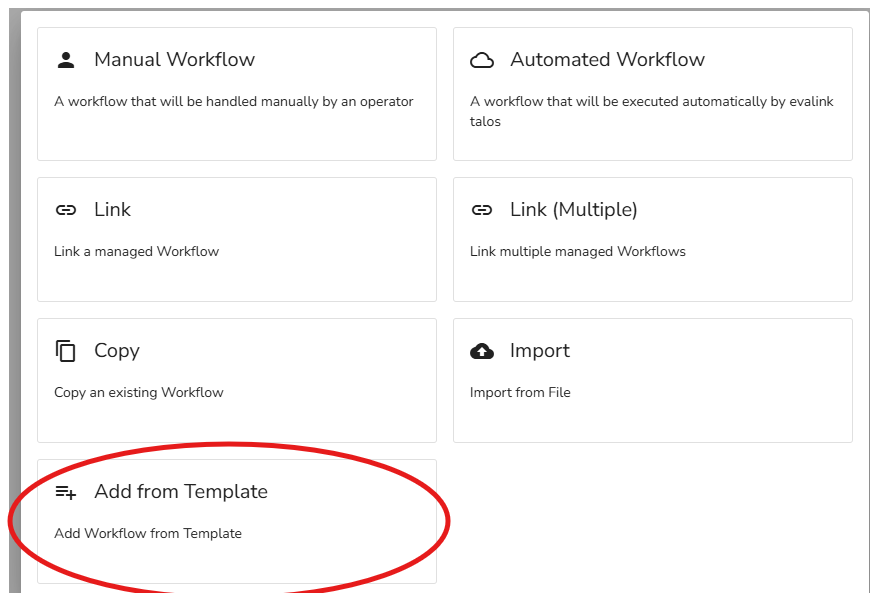 Manual Workflow
A workflow that will be handled manually by an operator
Automated Workflow
A workflow that will be executed automatically by evalink
talos
Link
Link a managed Workflow
Link (Multiple)
Link multiple managed Workflows
Copy
Copy an existing Workflow
Import
Import from File
Add from Template
Add Workflow from Template